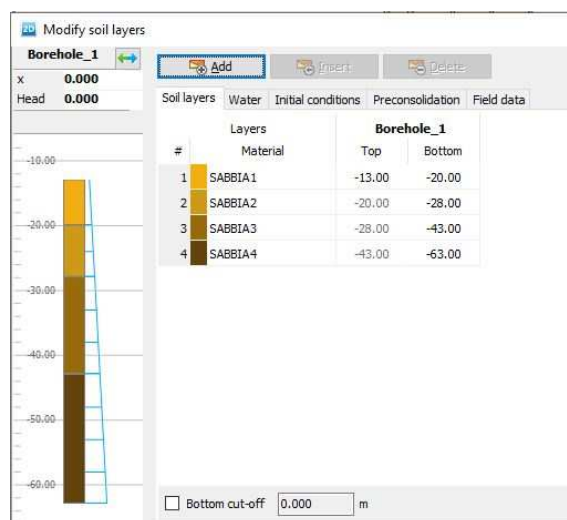 2D Modify soil layers
Borehole_1
x 0.000
Head 0.000
Add Insert Delete
Soil layers Water Initial conditions Preconsolidation Field data
Layers Borehole_1
# Material Top Bottom
1 SABBIA1 -13.00 -20.00
2 SABBIA2 -20.00 -28.00
3 SABBIA3 -28.00 -43.00
4 SABBIA4 -43.00 -63.00
-10.00
-20.00
-30.00
-40.00
-50.00
-60.00
Bottom cut-off 0.000 m